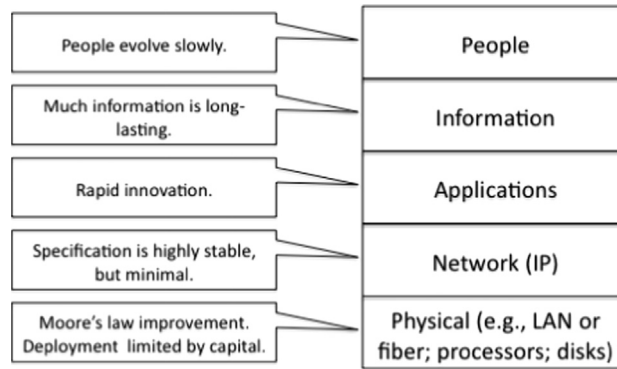 People evolve slowly.
People
Much information is long-
lasting.
Information
Rapid innovation.
Applications
Specification is highly stable,
but minimal.
Network (IP)
Moore's law improvement.
Deployment limited by capital.
Physical (e.g., LAN or
fiber; processors; disks)